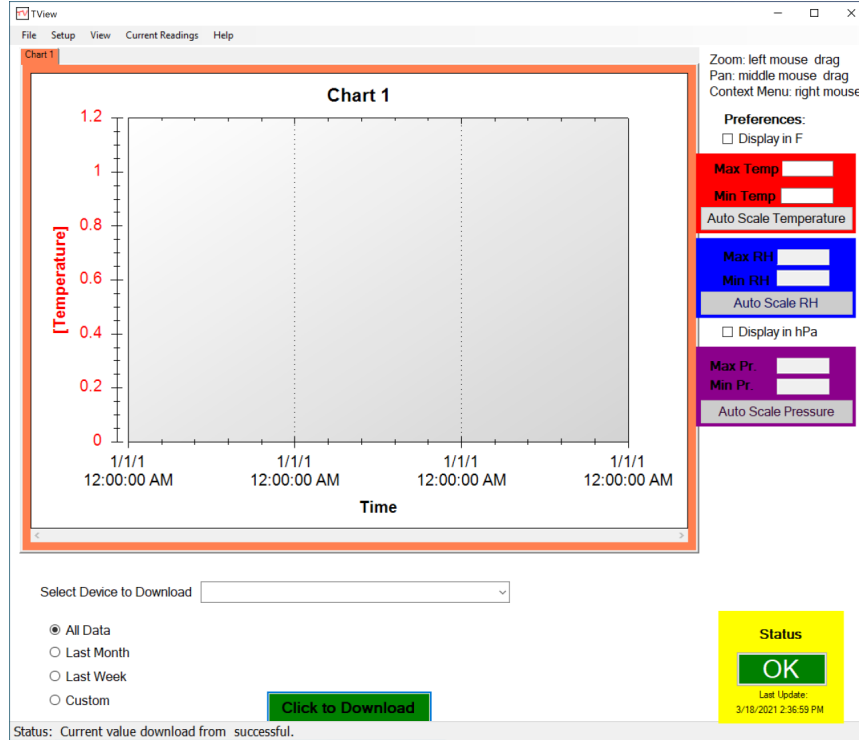 TView
File Setup View Current Readings Help
Chart 1
Zoom: left mouse drag
Pan: middle mouse drag
Context Menu: right mouse
Preferences:
Display in F
Max Temp
Min Temp
Auto Scale Temperature
Max RH
Min RH
Auto Scale RH
Display in hPa
Max Pr.
Min Pr.
Auto Scale Pressure
Chart 1
[Temperature]
1.2
1
0.8
0.6
0.4
0.2
0
1/1/1 1/1/1 1/1/1 1/1/1
12:00:00 AM 12:00:00 AM 12:00:00 AM 12:00:00 AM
Time
Select Device to Download
All Data
Last Month
Last Week
Custom
Click to Download
Status
OK
Last Update:
3/18/2021 2:36:59 PM
Status: Current value download from successful.